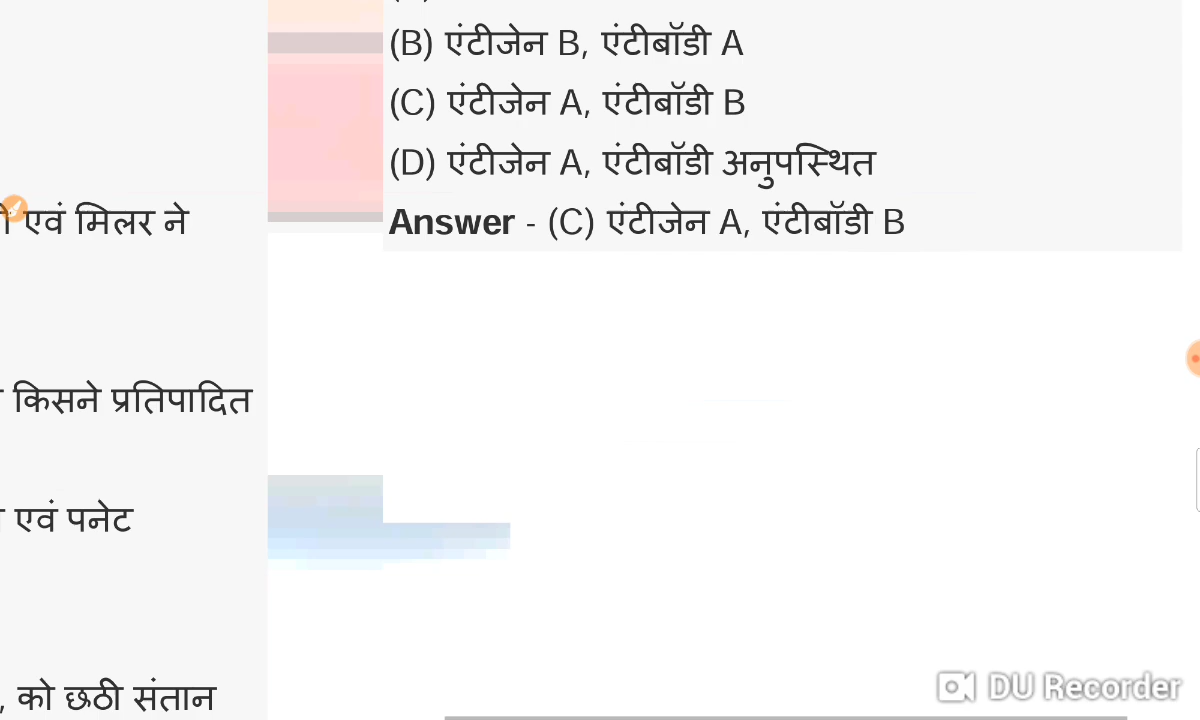 (B) एंटीजेन B, एंटीबॉडी A
(C) एंटीजेन A, एंटीबॉडी B
(D) एंटीजेन A, एंटीबॉडी अनुपस्थित
Answer - (C) एंटीजेन A, एंटीबॉडी B
एवं मिलर ने
किसने प्रतिपादित
एवं पनेट
, को छठी संतान
DU Recorder